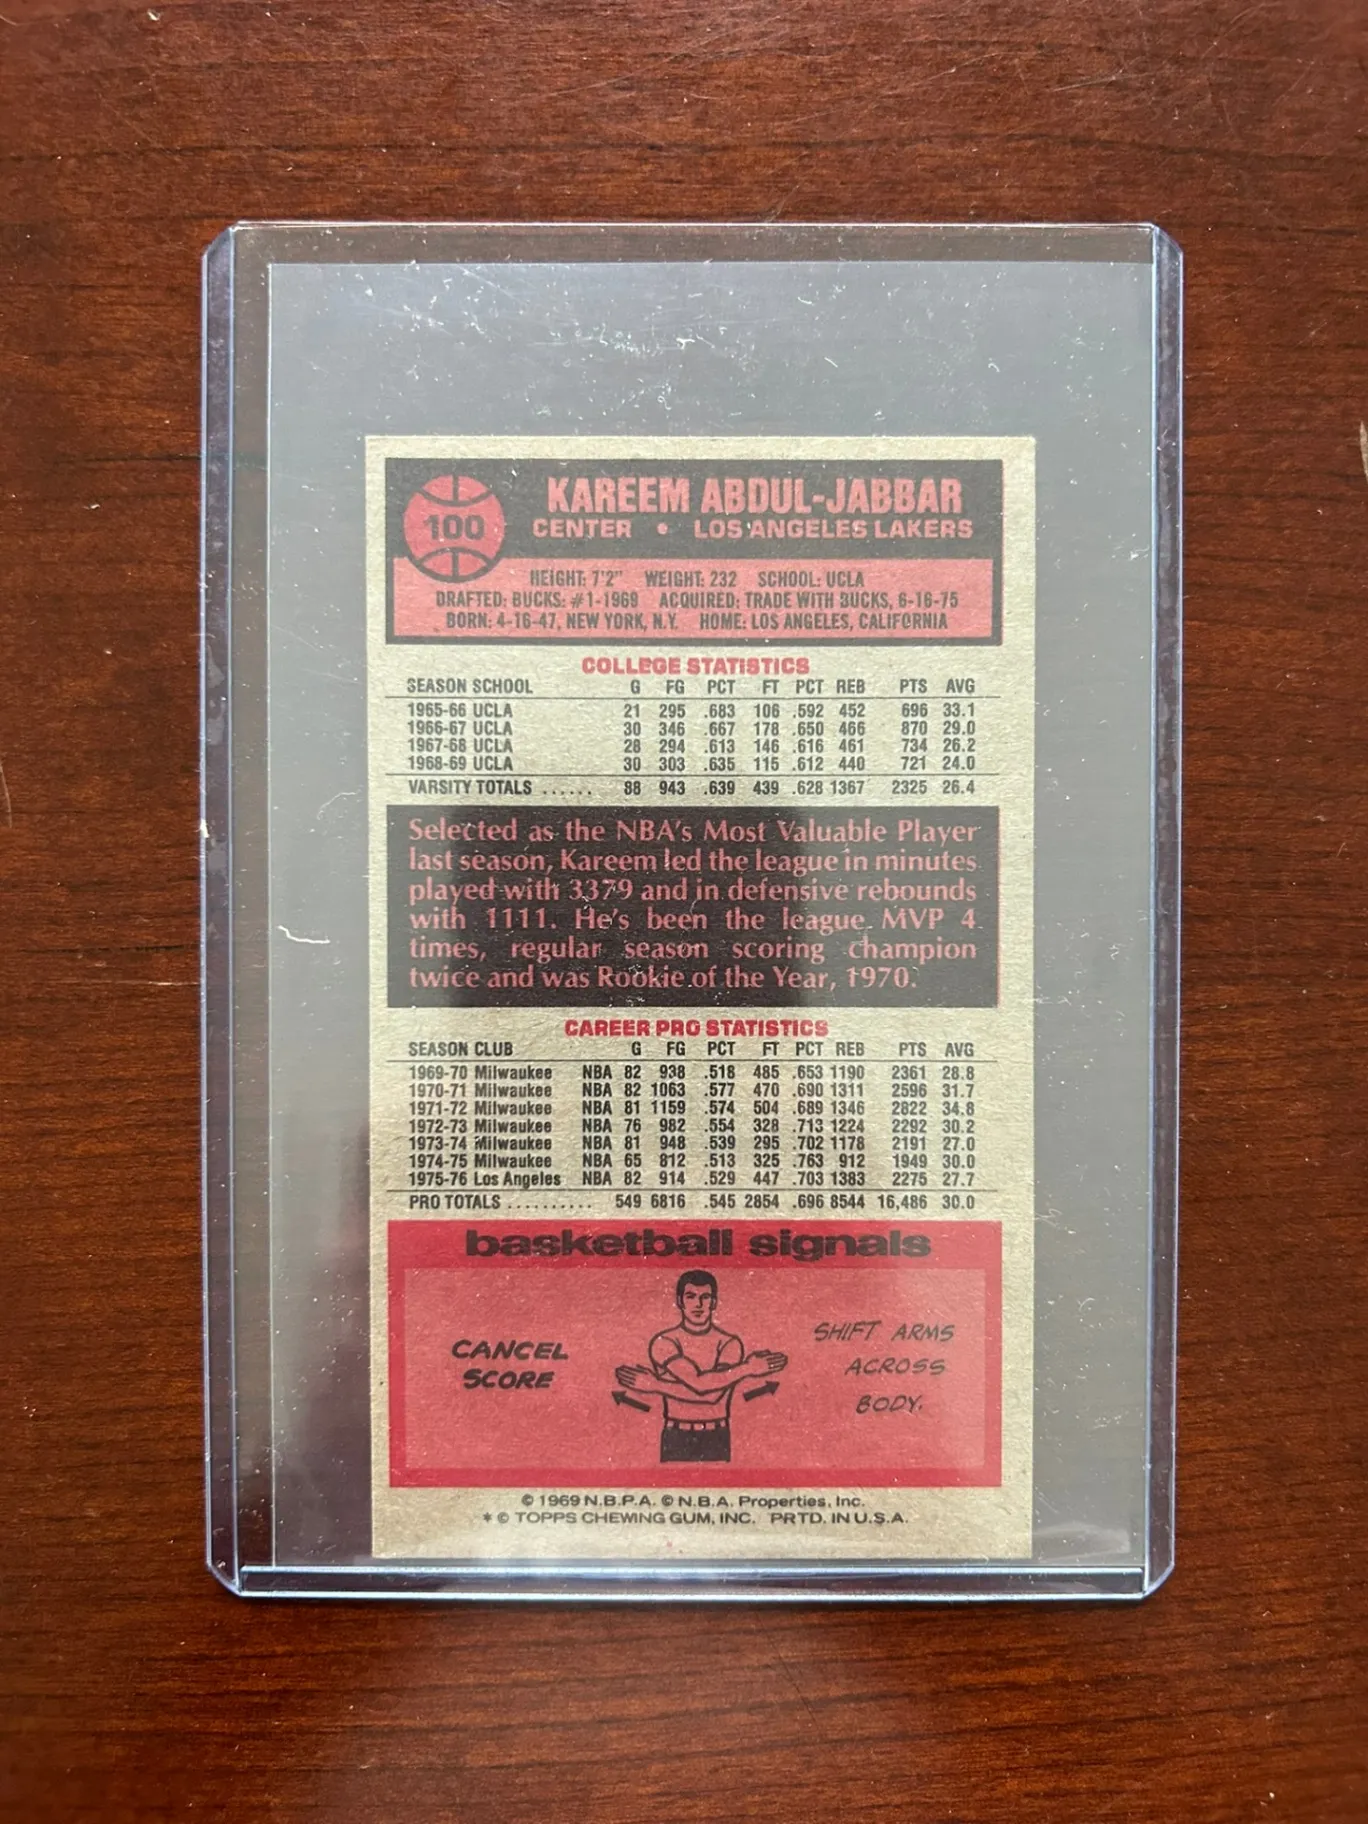 100
KAREEM ABDUL-JABBAR
CENTER • LOS ANGELES LAKERS
HEIGHT: 7'2" WEIGHT: 232 SCHOOL: UCLA
DRAFTED: BUCKS: #1-1969 ACQUIRED: TRADE WITH BUCKS, 6-16-75
BORN: 4-16-47, NEW YORK, N.Y. HOME: LOS ANGELES, CALIFORNIA
COLLEGE STATISTICS
SEASON SCHOOL G FG PCT FT PCT REB PTS AVG
1965-66 UCLA 21 295 .683 106 .592 452 696 33.1
1966-67 UCLA 30 346 .667 178 .650 466 870 29.0
1967-68 UCLA 28 294 .613 146 .616 461 734 26.2
1968-69 UCLA 30 303 .635 115 .612 440 721 24.0
VARSITY TOTALS ...... 88 943 .639 439 .628 1367 2325 26.4
Selected as the NBA's Most Valuable Player
last season, Kareem led the league in minutes
played with 3379 and in defensive rebounds
with 1111. He's been the league MVP 4
times, regular season scoring champion
twice and was Rookie of the Year, 1970.
CAREER PRO STATISTICS
SEASON CLUB G FG PCT FT PCT REB PTS AVG
1969-70 Milwaukee NBA 82 938 .518 485 .653 1190 2361 28.8
1970-71 Milwaukee NBA 82 1063 .577 470 .690 1311 2596 31.7
1971-72 Milwaukee NBA 81 1159 .574 504 .689 1346 2822 34.8
1972-73 Milwaukee NBA 76 982 .554 328 .713 1224 2292 30.2
1973-74 Milwaukee NBA 81 948 .539 295 .702 1178 2191 27.0
1974-75 Milwaukee NBA 65 812 .513 325 .763 912 1949 30.0
1975-76 Los Angeles NBA 82 914 .529 447 .703 1383 2275 27.7
PRO TOTALS .......... 549 6816 .545 2854 .696 8544 16,486 30.0
basketball signals
CANCEL
SCORE
SHIFT ARMS
ACROSS
BODY.
© 1969 N.B.P.A. © N.B.A. Properties, Inc.
* © TOPPS CHEWING GUM, INC. PRTD. IN U.S.A.